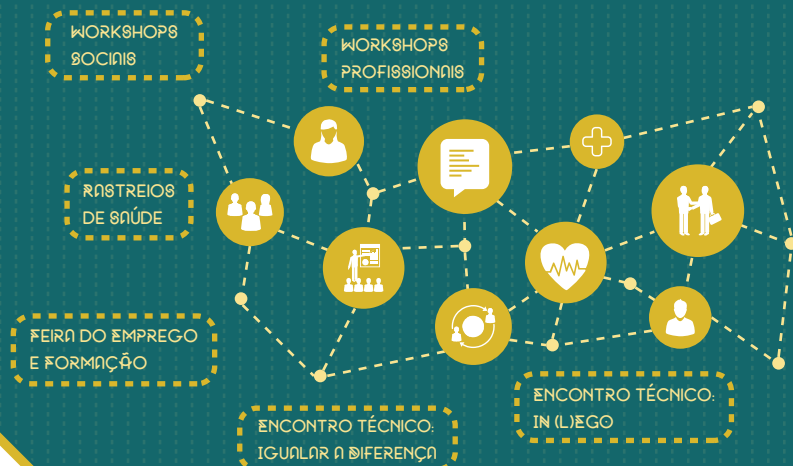 WORKSHOPS
SOCIAIS
WORKSHOPS
PROFISSIONAIS
RASTREIOS
DE SAÚDE
FEIRA DO EMPREGO
E FORMAÇÃO
ENCONTRO TÉCNICO:
IN (L)EGO
ENCONTRO TÉCNICO:
IGUALAR A DIFERENÇA